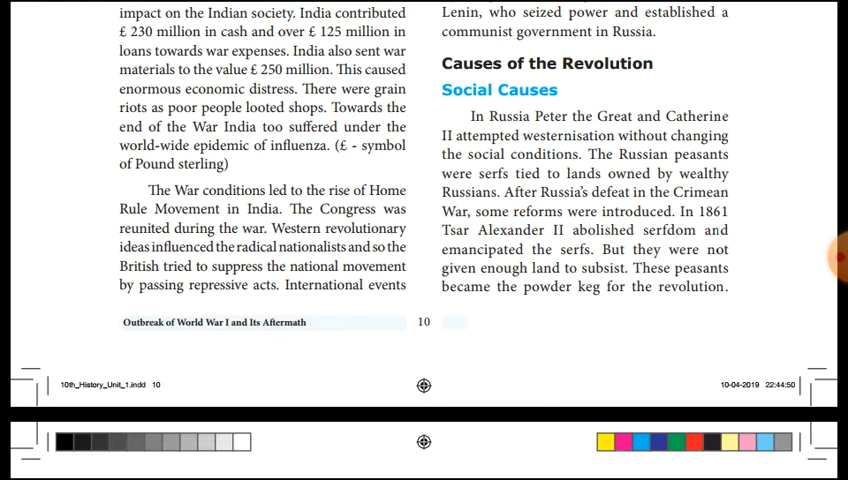 impact on the Indian society. India contributed
£ 230 million in cash and over £ 125 million in
loans towards war expenses. India also sent war
materials to the value £ 250 million. This caused
enormous economic distress. There were grain
riots as poor people looted shops. Towards the
end of the War India too suffered under the
world-wide epidemic of influenza. (£ - symbol
of Pound sterling)
The War conditions led to the rise of Home
Rule Movement in India. The Congress was
reunited during the war. Western revolutionary
ideas influenced the radical nationalists and so the
British tried to suppress the national movement
by passing repressive acts. International events
Lenin, who seized power and established a
communist government in Russia.
Causes of the Revolution
Social Causes
In Russia Peter the Great and Catherine
II attempted westernisation without changing
the social conditions. The Russian peasants
were serfs tied to lands owned by wealthy
Russians. After Russia's defeat in the Crimean
War, some reforms were introduced. In 1861
Tsar Alexander II abolished serfdom and
emancipated the serfs. But they were not
given enough land to subsist. These peasants
became the powder keg for the revolution.
Outbreak of World War I and Its Aftermath
10
10th_History_Unit_1.indd 10
10-04-2019 22:44:50